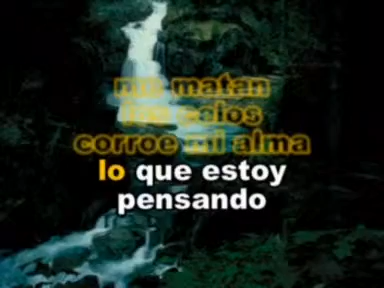 me matan
los celos
corroe mi alma
lo que estoy
pensando